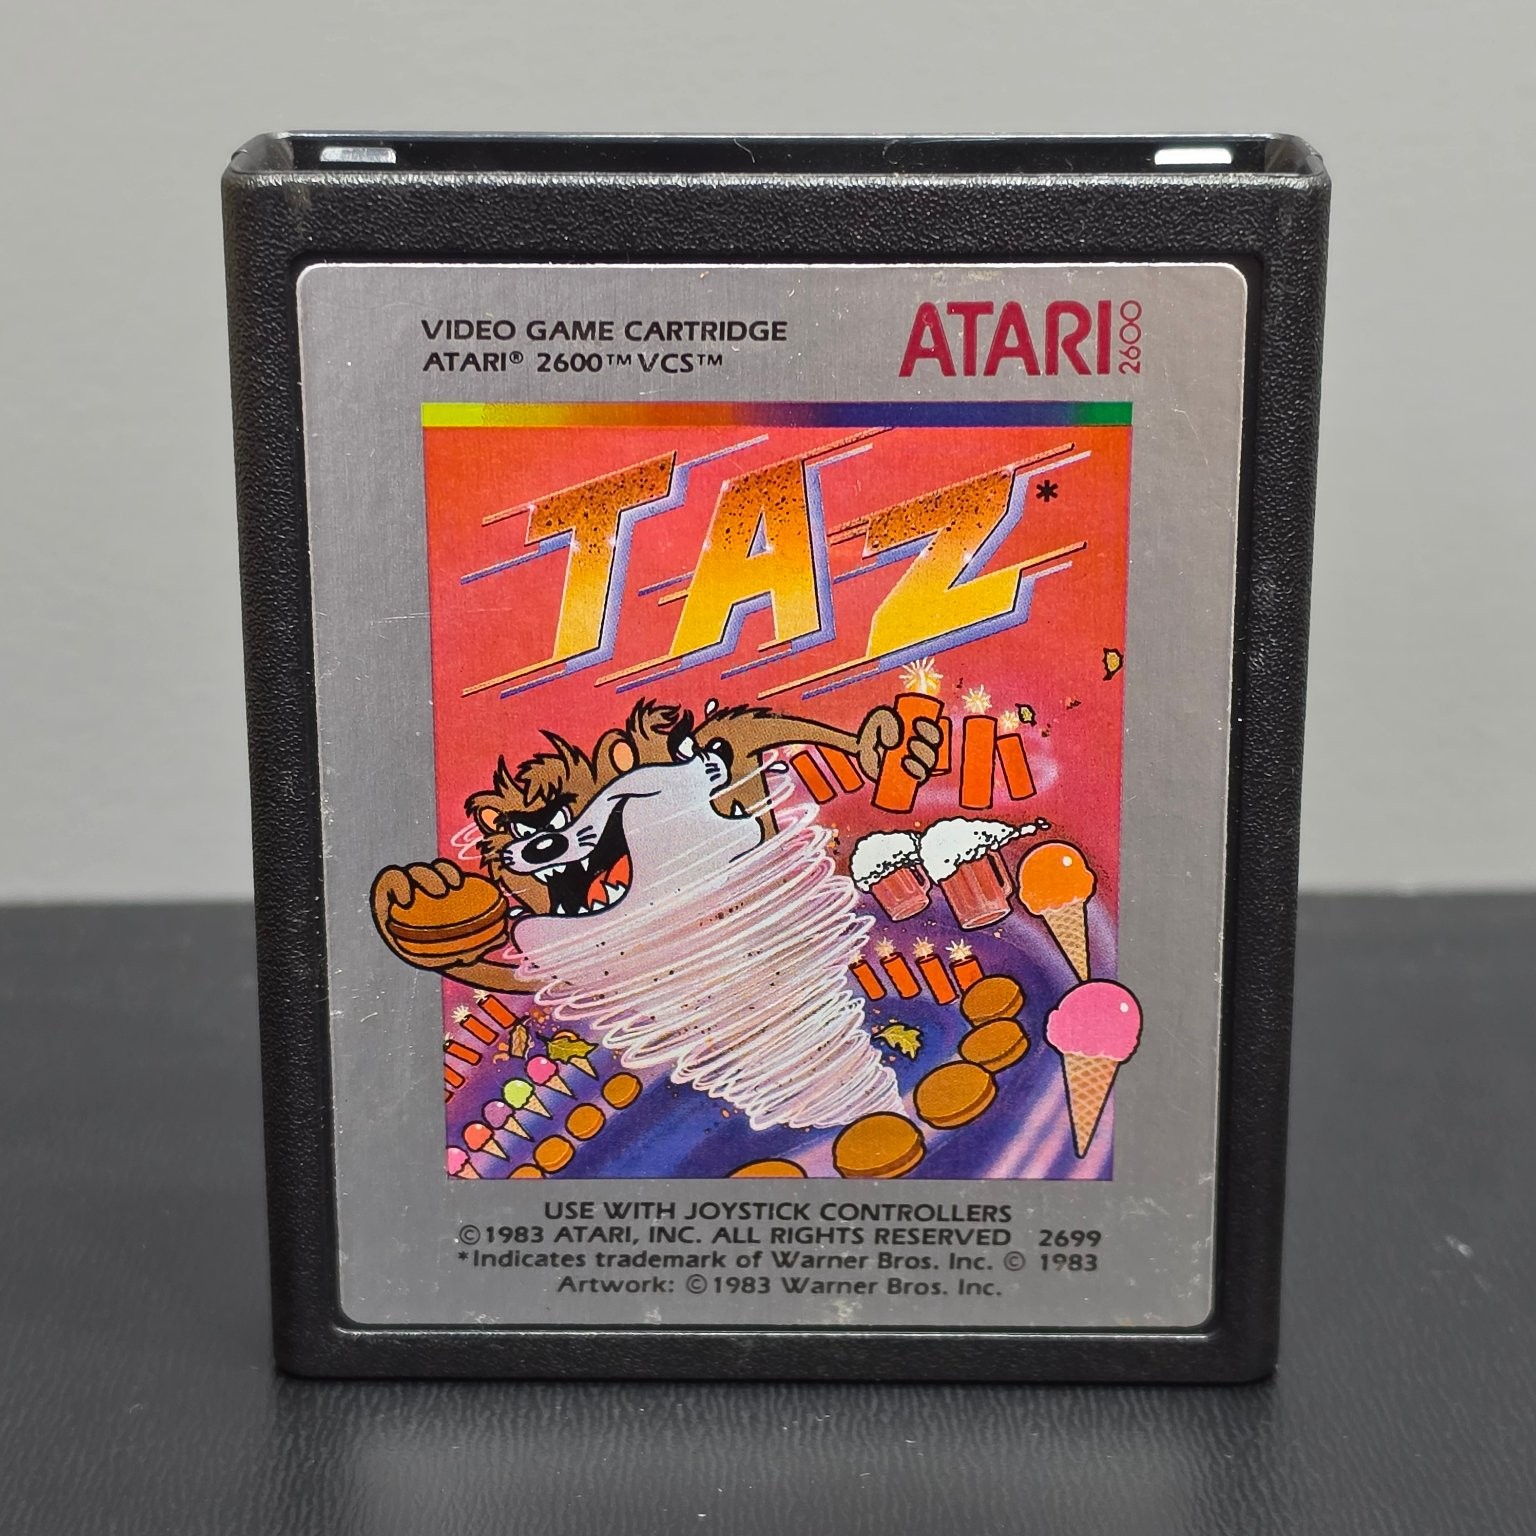 VIDEO GAME CARTRIDGE
ATARI® 2600™ VCS™
ATARI 2600
TAZ*
USE WITH JOYSTICK CONTROLLERS
©1983 ATARI, INC. ALL RIGHTS RESERVED 2699
*Indicates trademark of Warner Bros. Inc. © 1983
Artwork: ©1983 Warner Bros. Inc.